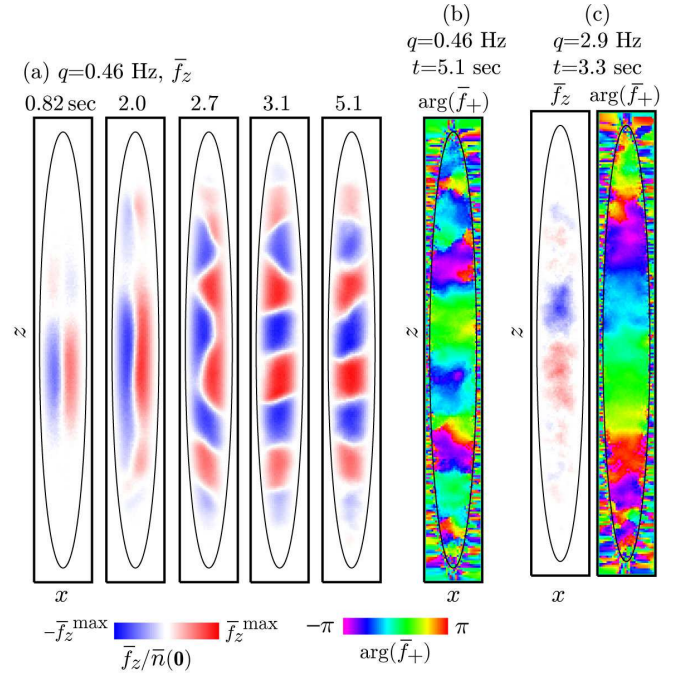 (b)
(c)
q=0.46 Hz
q=2.9 Hz
(a) q=0.46 Hz, f̅z
t=5.1 sec
t=3.3 sec
0.82 sec 2.0 2.7 3.1 5.1
arg(f̅+)
f̅z arg(f̅+)
z
z
z
x
x
x
−f̅z^max f̅z^max
f̅z/n̅(0)
−π π
arg(f̅+)